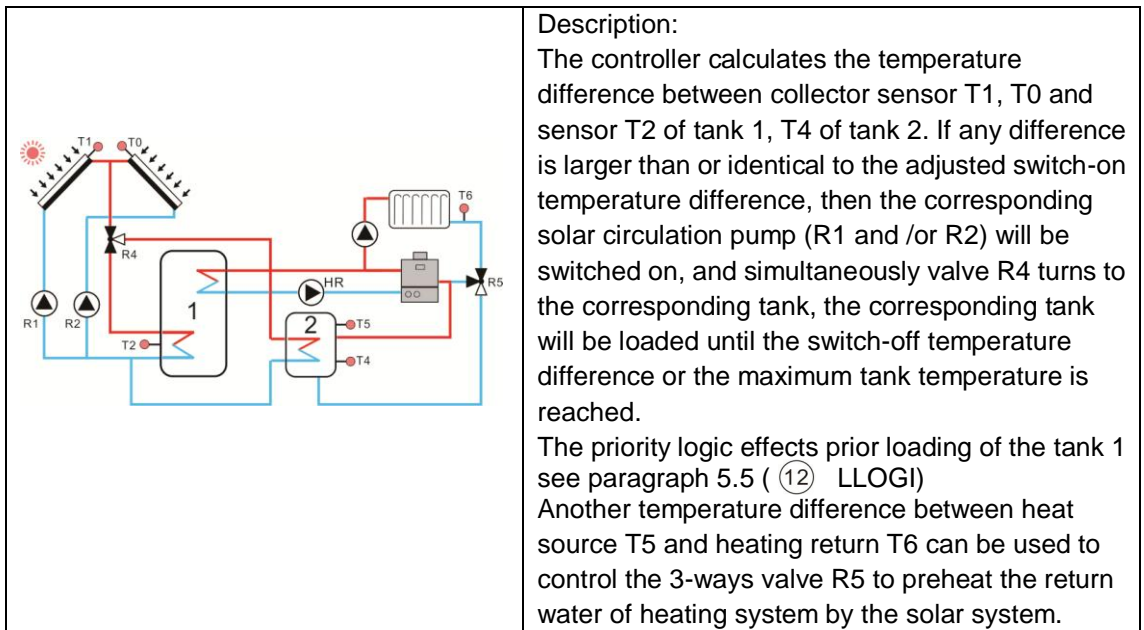 T1
T0
T6
R4
HR
R5
1
R1
R2
T2
2
T5
T4
Description:
The controller calculates the temperature
difference between collector sensor T1, T0 and
sensor T2 of tank 1, T4 of tank 2. If any difference
is larger than or identical to the adjusted switch-on
temperature difference, then the corresponding
solar circulation pump (R1 and /or R2) will be
switched on, and simultaneously valve R4 turns to
the corresponding tank, the corresponding tank
will be loaded until the switch-off temperature
difference or the maximum tank temperature is
reached.
The priority logic effects prior loading of the tank 1
see paragraph 5.5 ( ⑫ LLOGI)
Another temperature difference between heat
source T5 and heating return T6 can be used to
control the 3-ways valve R5 to preheat the return
water of heating system by the solar system.